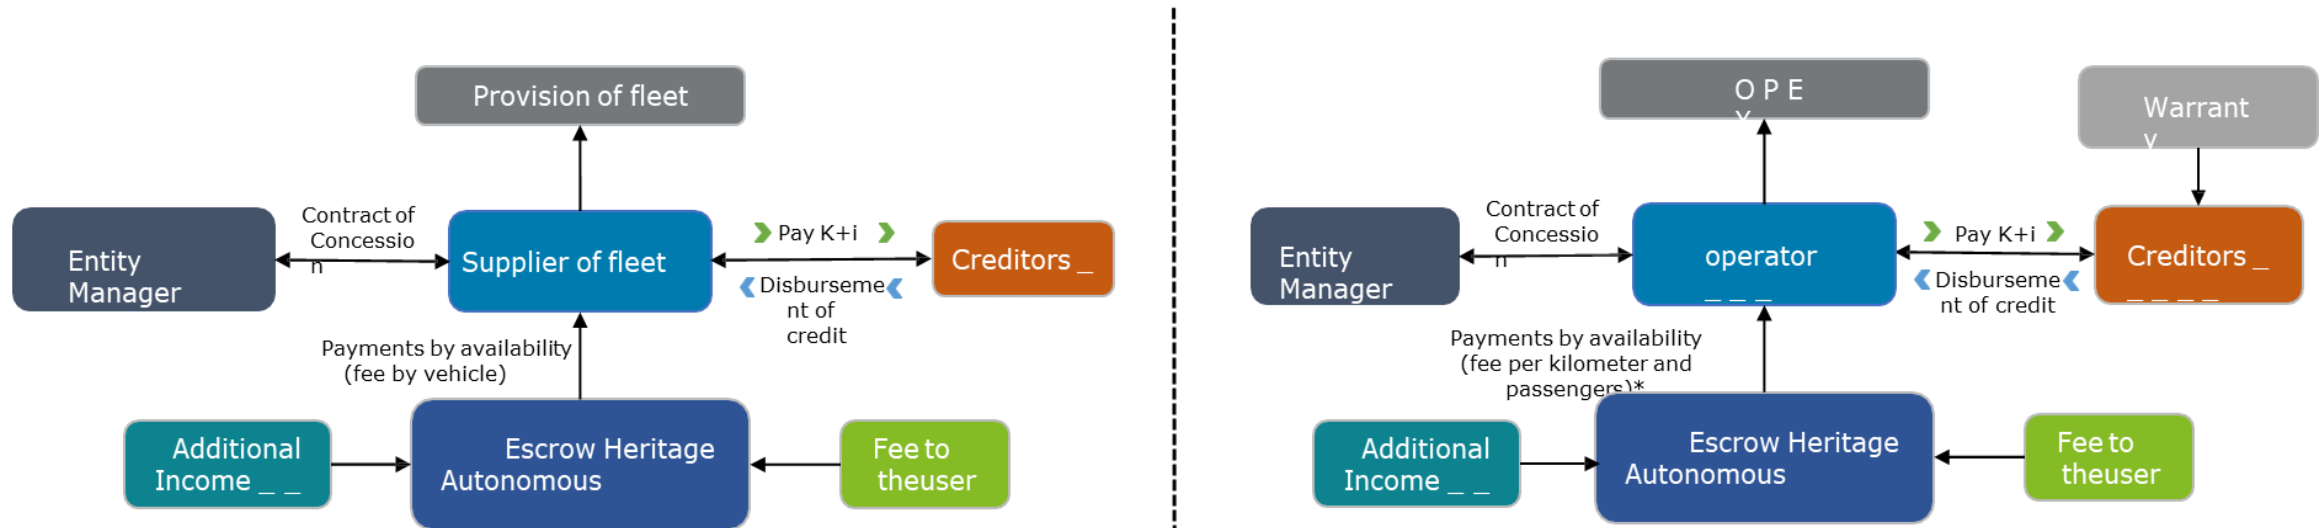 Provision of fleet
Contract of
Concessio
n
Entity
Manager
Supplier of fleet
Pay K+i
Disburseme
nt of
credit
Creditors _
Payments by availability
(fee by vehicle)
Additional
Income _ _
Escrow Heritage
Autonomous
Fee to
theuser
O P E
X
Warrant
y
Contract of
Concessio
n
Entity
Manager
operator
_ _ _
Pay K+i
Disburseme
nt of credit
Creditors _
_ _ _ _
Payments by availability
(fee per kilometer and
passengers)*
Additional
Income _ _
Escrow Heritage
Autonomous
Fee to
theuser